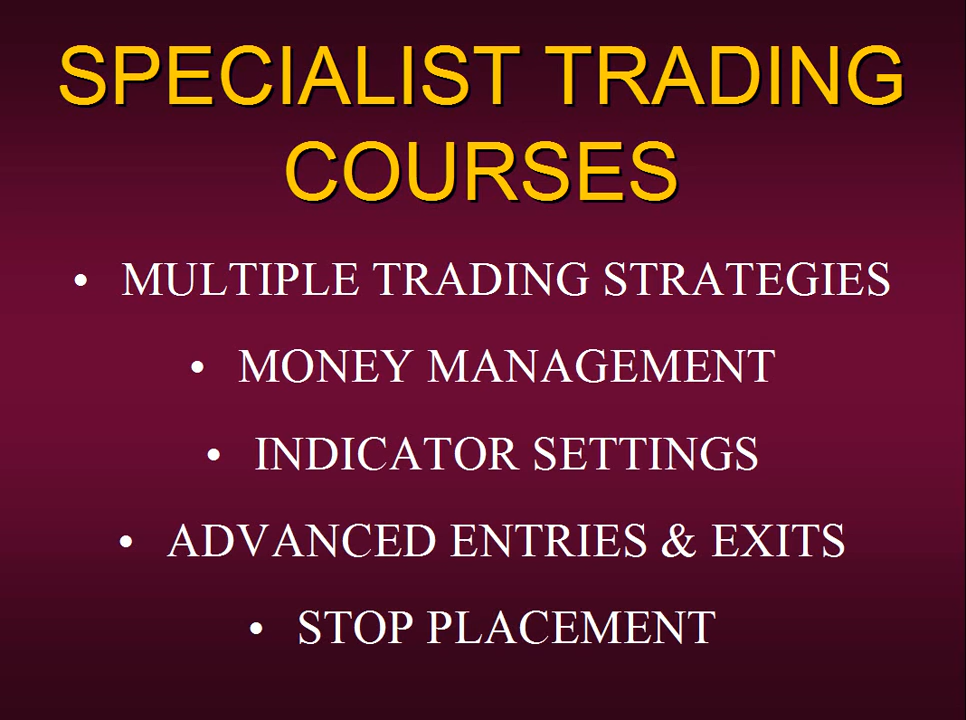 SPECIALIST TRADING
COURSES
• MULTIPLE TRADING STRATEGIES
• MONEY MANAGEMENT
• INDICATOR SETTINGS
• ADVANCED ENTRIES & EXITS
• STOP PLACEMENT